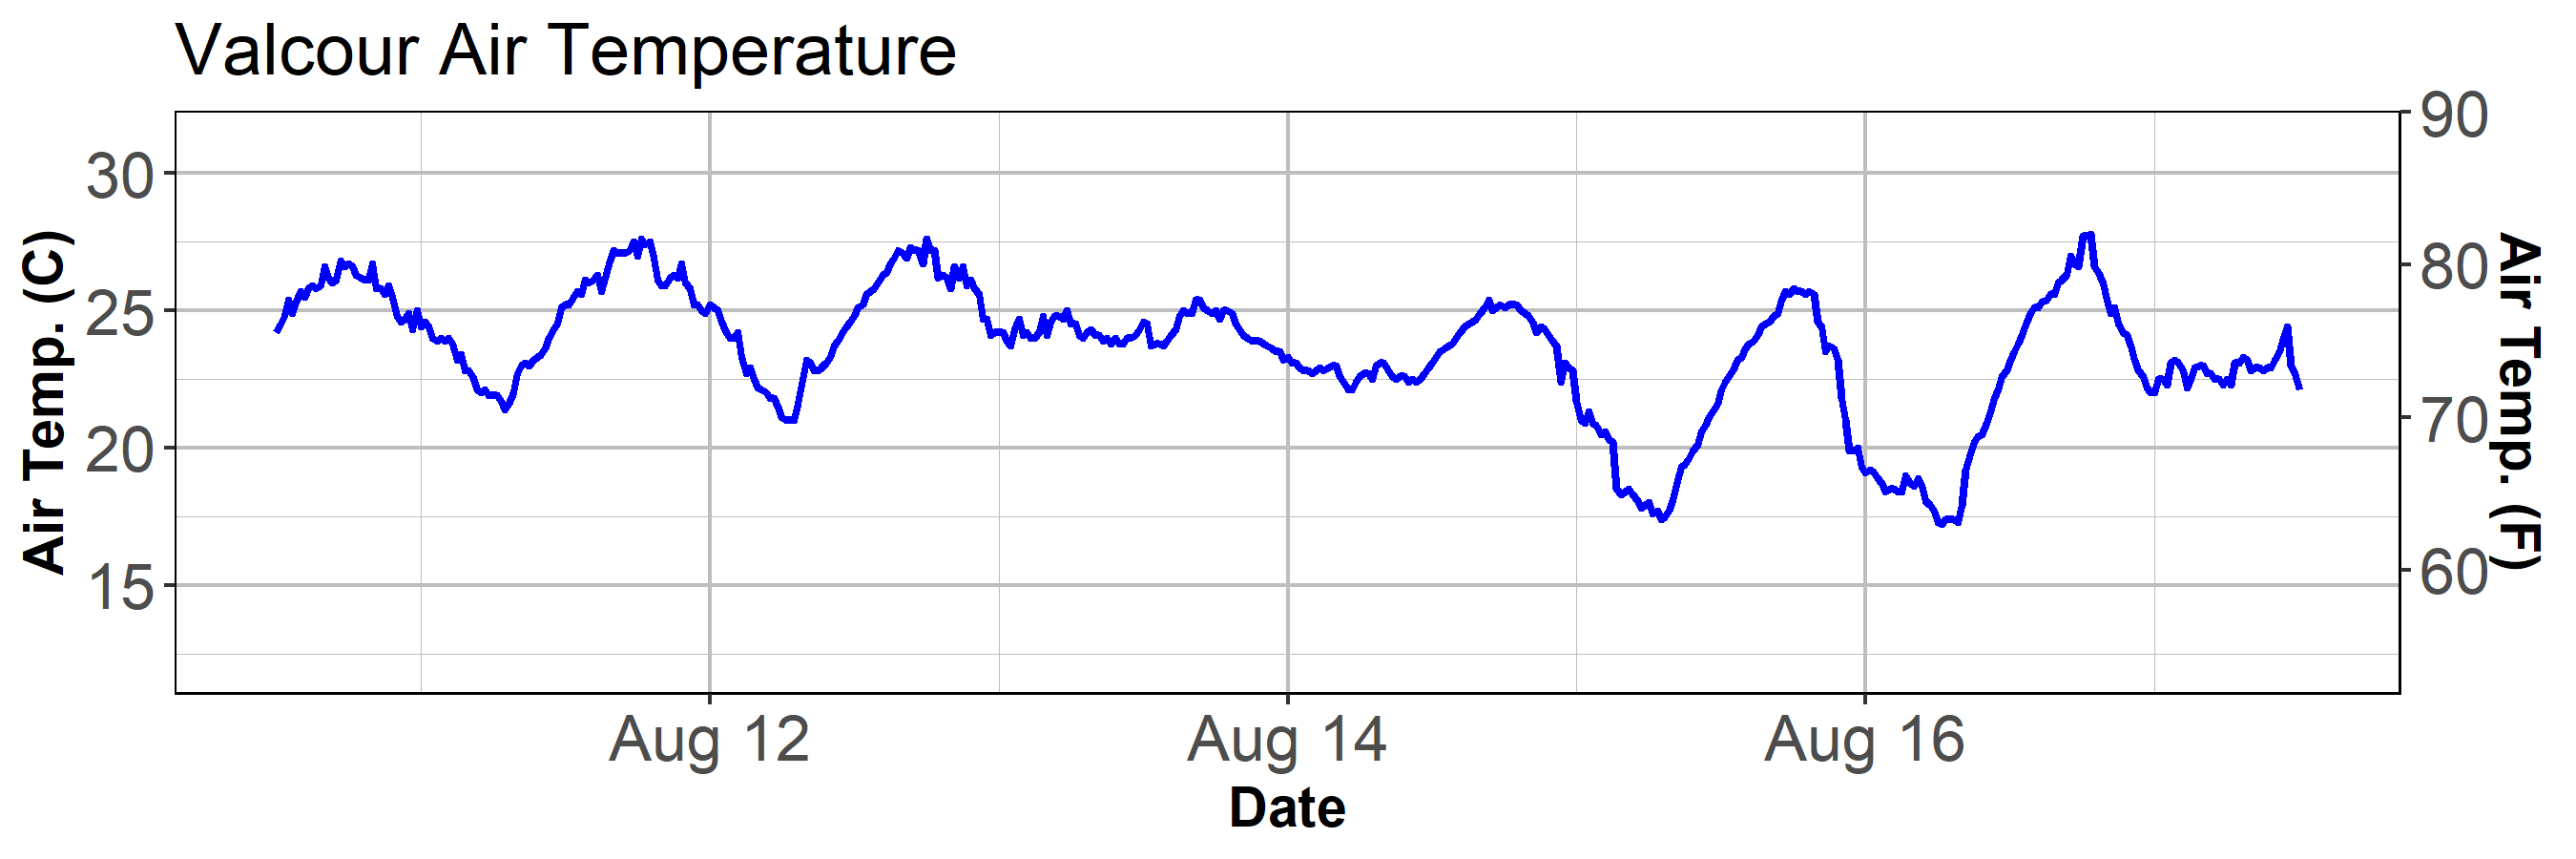 Valcour Air Temperature
Air Temp. (C)
30
25
20
15
90
80
70
60
Air Temp. (F)
Aug 12
Aug 14
Aug 16
Date